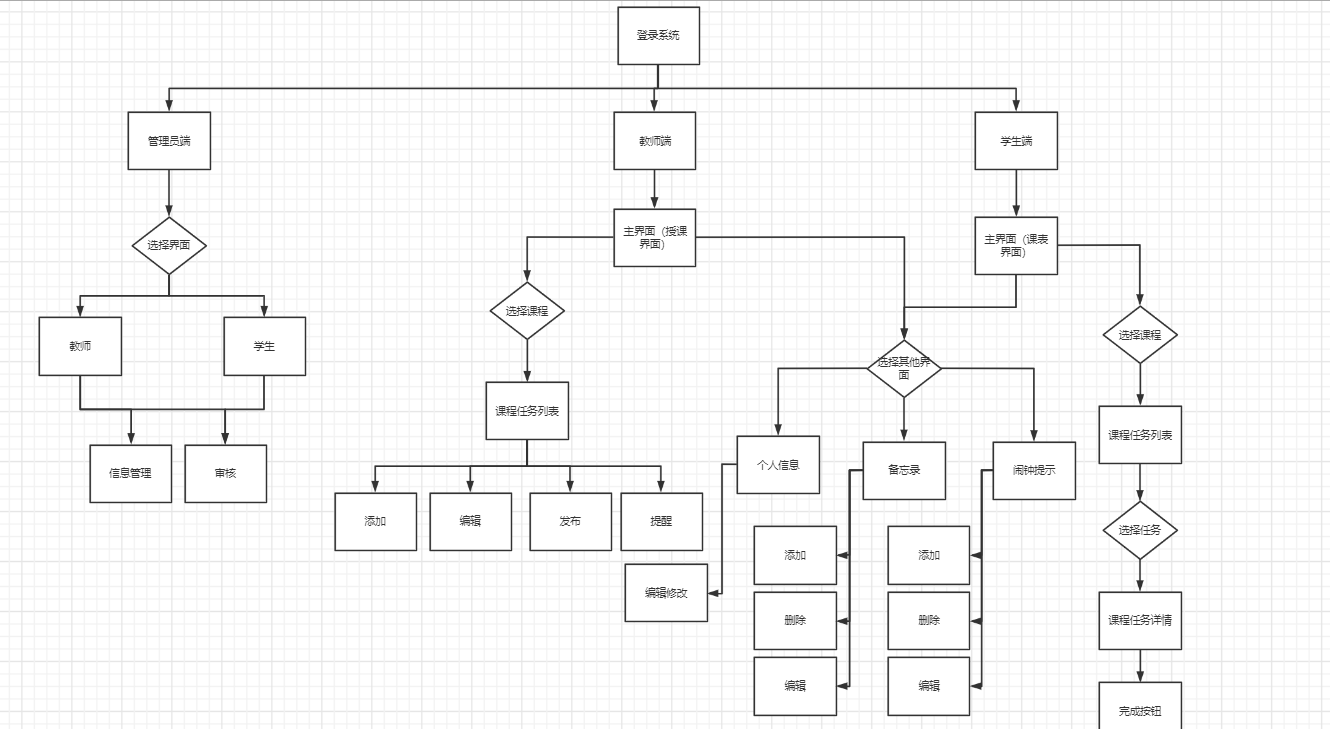 登录系统
管理员端
教师端
学生端
主界面（授课
界面）
主界面（课表
界面）
选择界面
选择课程
选择课程
教师
学生
选择其他界
面
课程任务列表
课程任务列表
信息管理
审核
个人信息
备忘录
闹钟提示
添加
编辑
发布
提醒
选择任务
添加
添加
编辑修改
删除
删除
课程任务详情
编辑
编辑
完成按钮